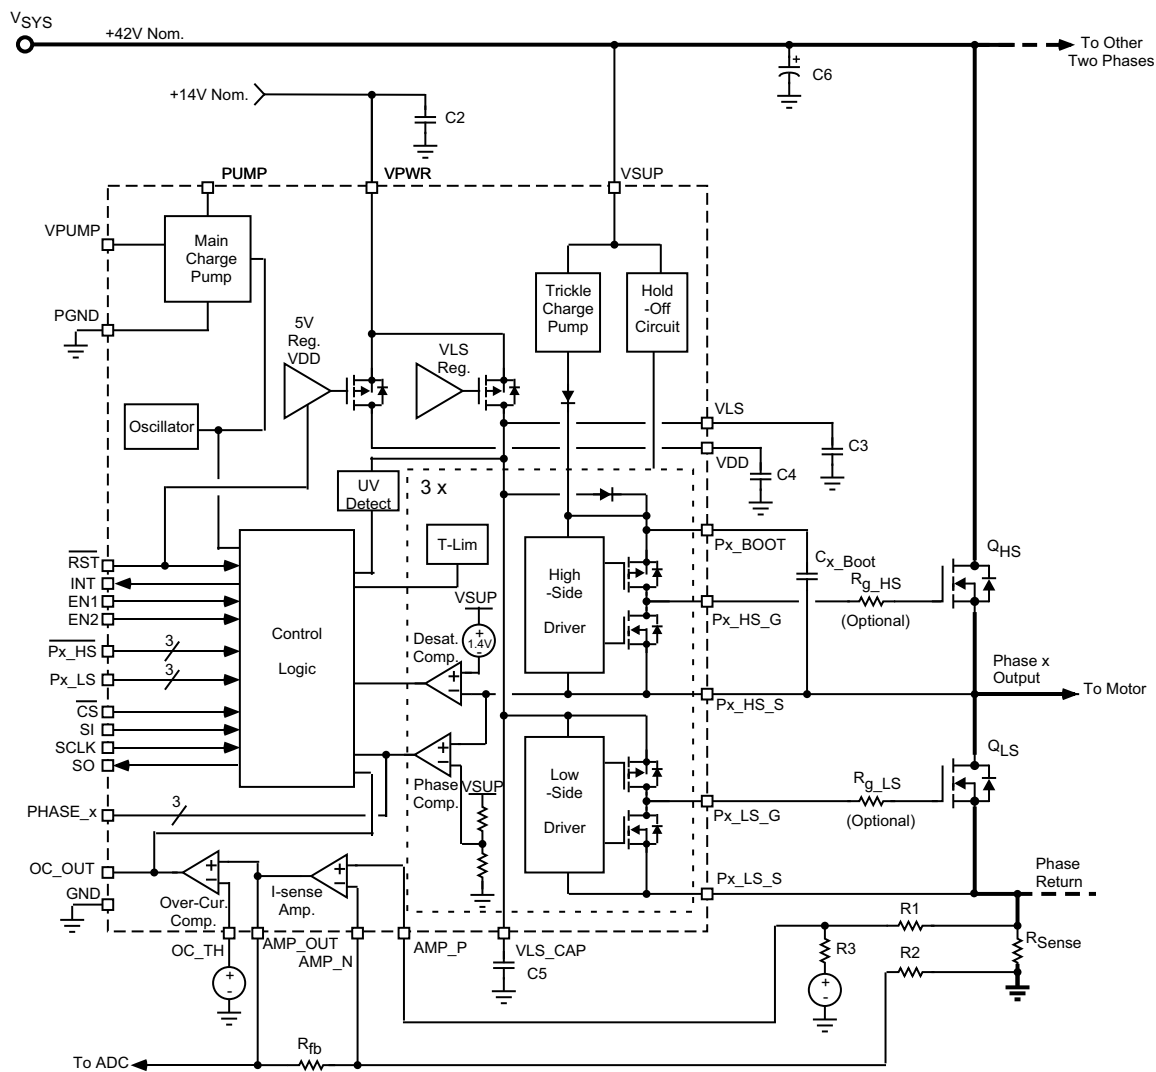 VSYS
+42V Nom.
To Other
Two Phases
C6
+14V Nom.
C2
PUMP
VPWR
VSUP
VPUMP
Main
Charge
Pump
Trickle
Charge
Pump
Hold
-Off
Circuit
PGND
5V
Reg.
VDD
VLS
Reg.
Oscillator
VLS
C3
VDD
C4
UV
Detect
3 x
T-Lim
Px_BOOT
Cx_Boot
QHS
RST
INT
EN1
EN2
Px_HS
3
Px_LS
3
CS
SI
SCLK
SO
Control
Logic
VSUP
+
1.4V
-
Desat.
Comp.
+
-
High
-Side
Driver
Rg_HS
(Optional)
Px_HS_G
Phase x
Output
To Motor
Px_HS_S
+
-
Phase
Comp.
VSUP
Low
-Side
Driver
QLS
Rg_LS
(Optional)
Px_LS_G
PHASE_x
3
OC_OUT
GND
+
-
Over-Cur.
Comp.
+
-
I-sense
Amp.
Px_LS_S
Phase
Return
R1
R3
R2
RSense
OC_TH
AMP_OUT
AMP_N
AMP_P
VLS_CAP
C5
+
-
+
-
Rfb
To ADC